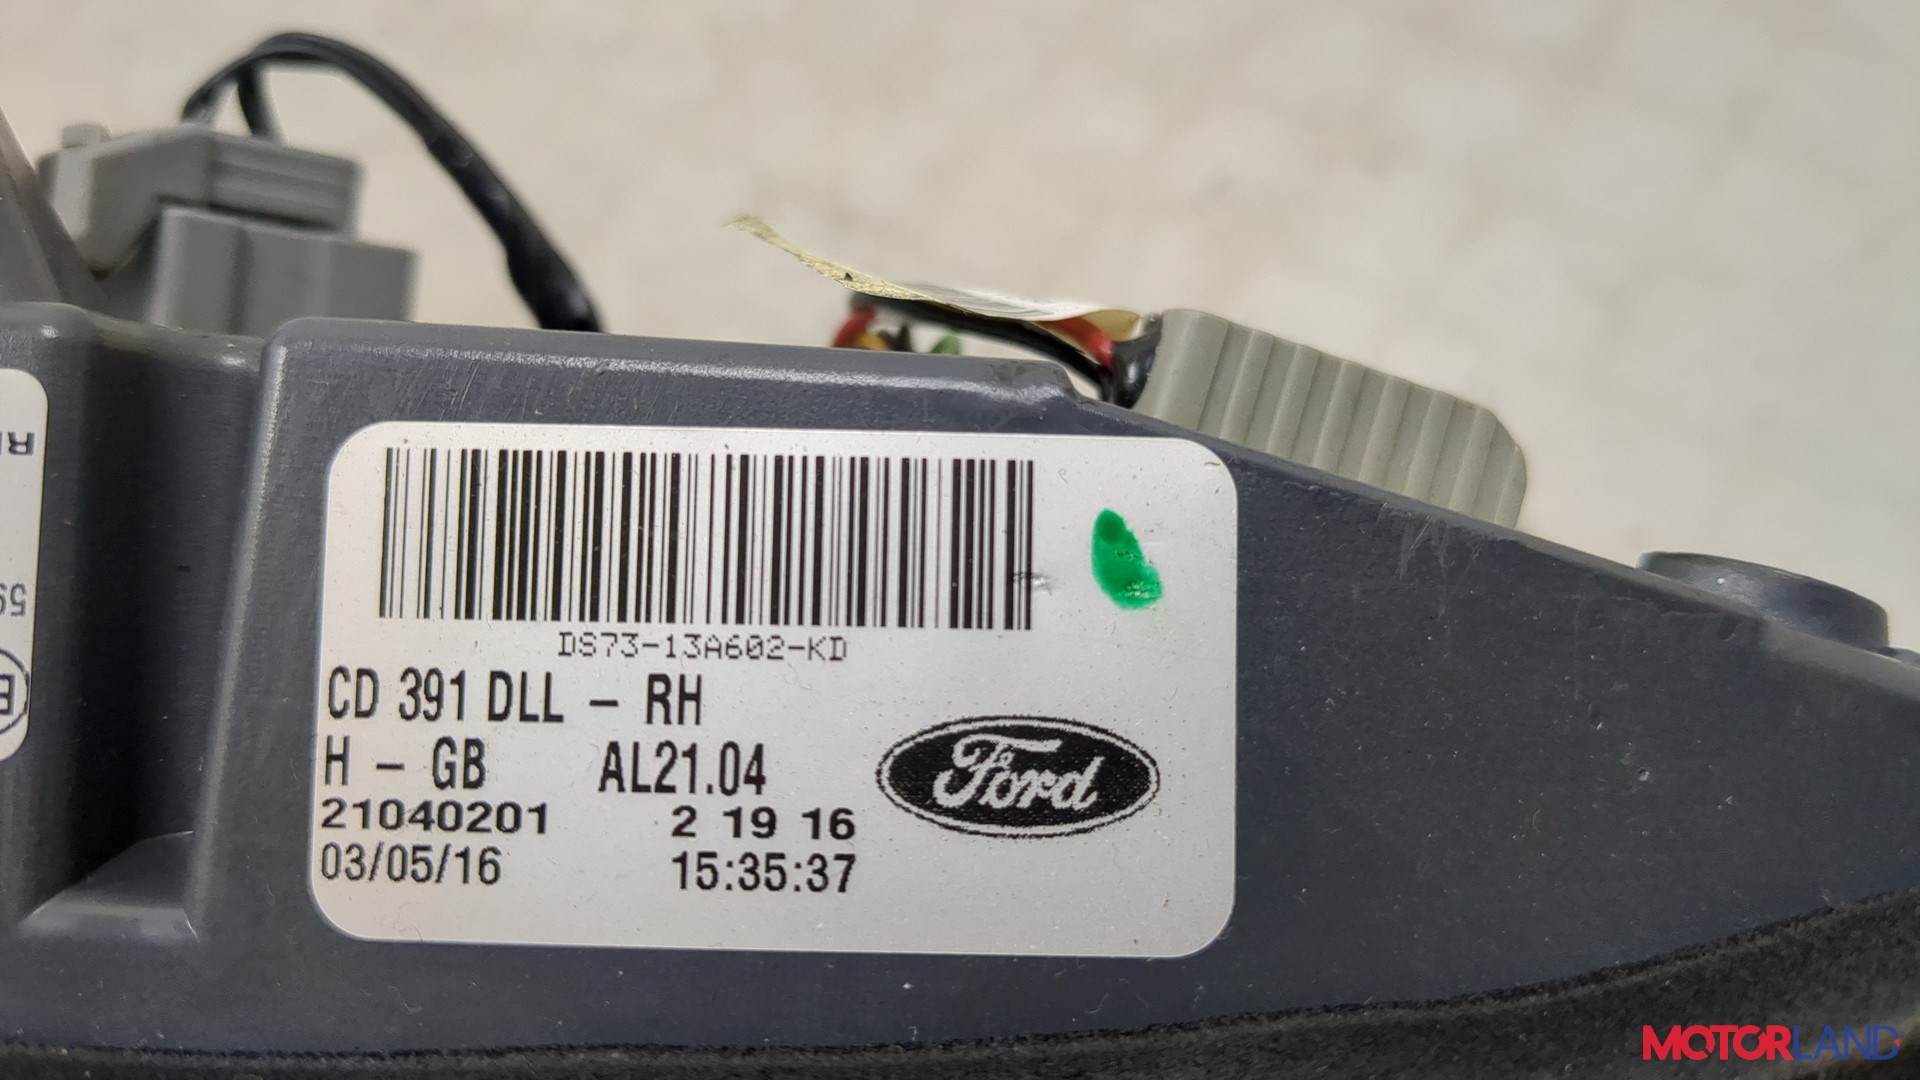 DS73-13A602-KD
CD 391 DLL - RH
H - GB AL21.04
21040201 2 19 16
03/05/16 15:35:37
Ford
MOTORLAND